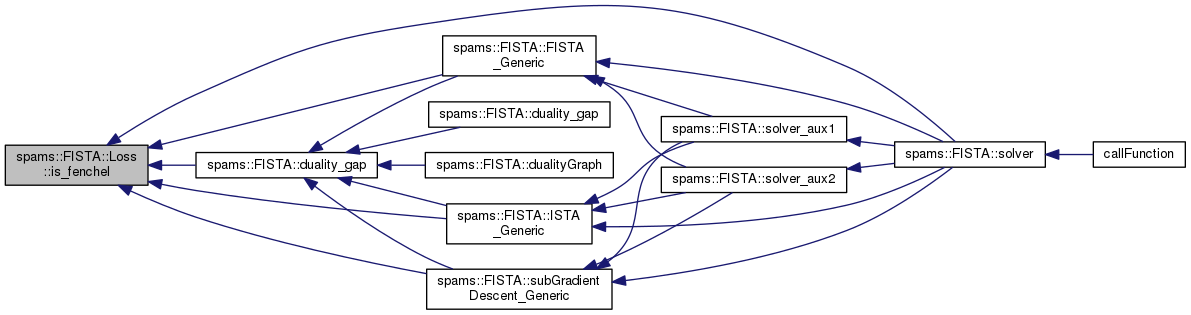 spams::FISTA::Loss
::is_fenchel
spams::FISTA::duality_gap
spams::FISTA::FISTA
_Generic
spams::FISTA::duality_gap
spams::FISTA::dualityGraph
spams::FISTA::ISTA
_Generic
spams::FISTA::subGradient
Descent_Generic
spams::FISTA::solver_aux1
spams::FISTA::solver_aux2
spams::FISTA::solver
callFunction